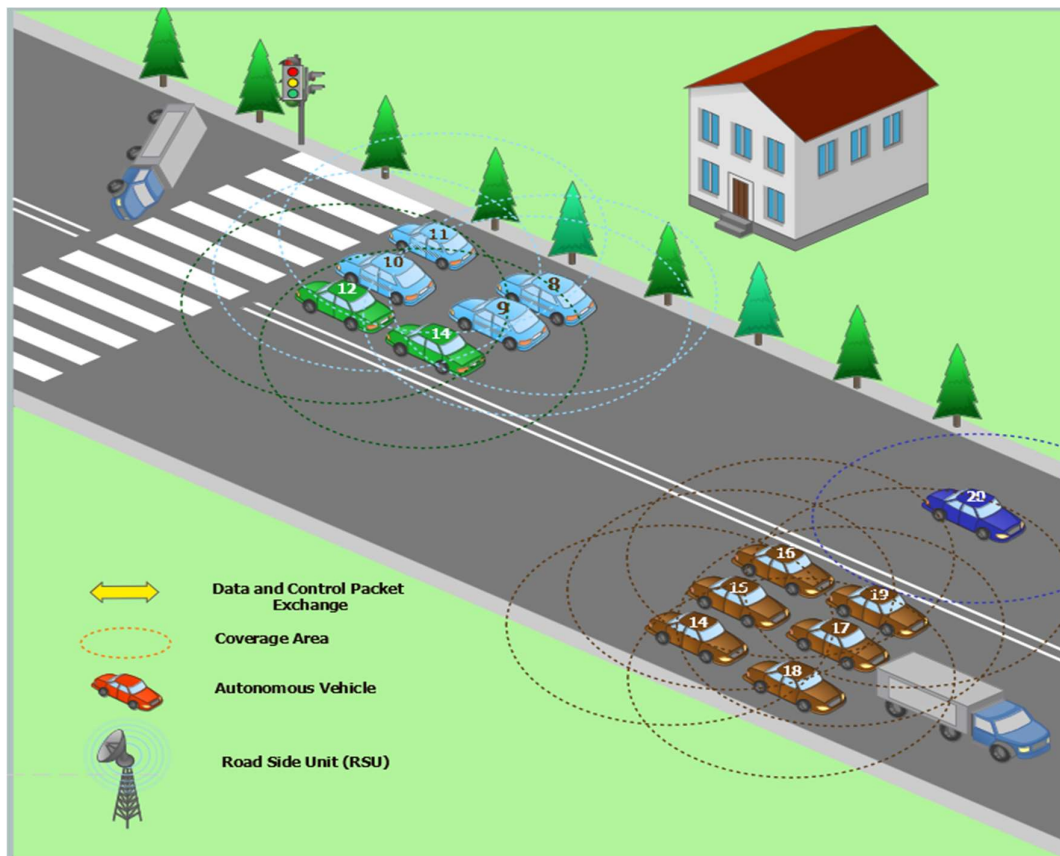 11
10
12
8
9
14
20
16
15
19
14
17
18
Data and Control Packet
Exchange
Coverage Area
Autonomous Vehicle
Road Side Unit (RSU)